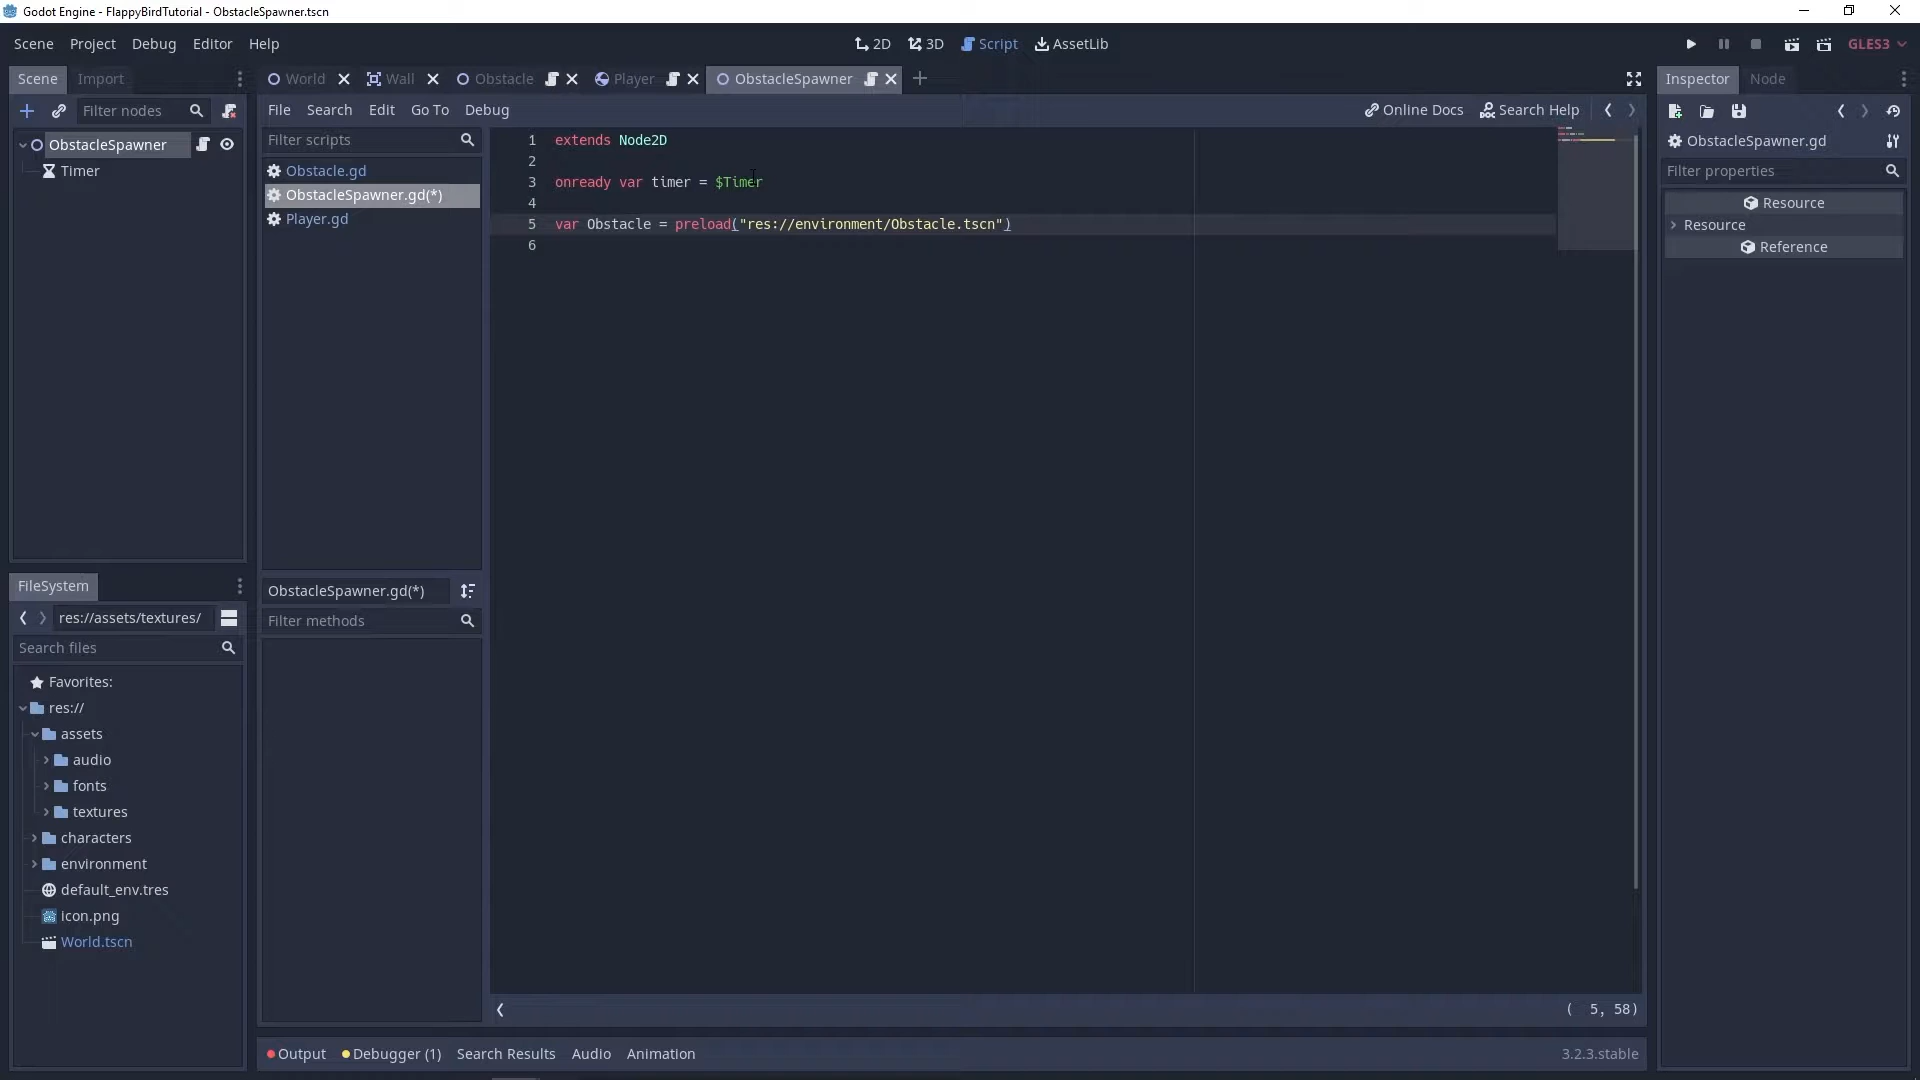 Godot Engine - FlappyBirdTutorial - ObstacleSpawner.tscn
Scene Project Debug Editor Help
2D 3D Script AssetLib
GLES3
Scene Import
Filter nodes
ObstacleSpawner
Timer
World Wall Obstacle Player ObstacleSpawner
File Search Edit Go To Debug
Online Docs Search Help
Filter scripts
Obstacle.gd
ObstacleSpawner.gd(*)
Player.gd
ObstacleSpawner.gd(*)
Filter methods
1 extends Node2D
2
3 onready var timer = $Timer
4
5 var Obstacle = preload("res://environment/Obstacle.tscn")
6
( 5, 58)
Inspector Node
ObstacleSpawner.gd
Filter properties
Resource
Resource
Reference
FileSystem
res://assets/textures/
Search files
Favorites:
res://
assets
audio
fonts
textures
characters
environment
default_env.tres
icon.png
World.tscn
Output Debugger (1) Search Results Audio Animation
3.2.3.stable